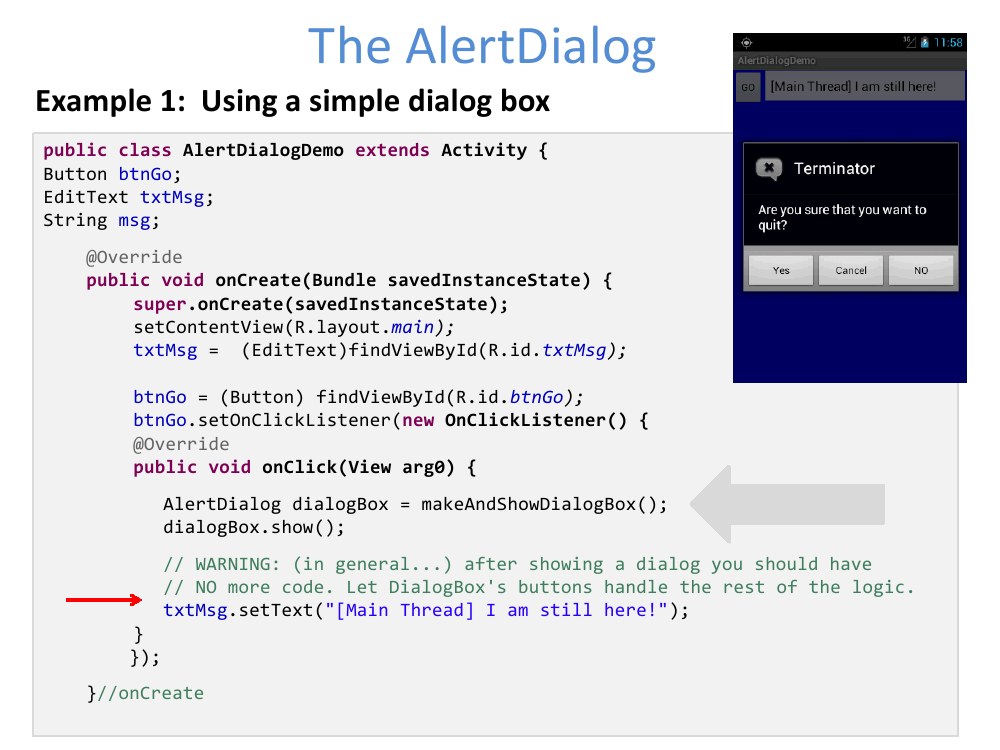 The AlertDialog
Example 1: Using a simple dialog box
public class AlertDialogDemo extends Activity {
Button btnGo;
EditText txtMsg;
String msg;
@Override
public void onCreate(Bundle savedInstanceState) {
super.onCreate(savedInstanceState);
setContentView(R.layout.main);
txtMsg = (EditText)findViewById(R.id.txtMsg);
btnGo = (Button) findViewById(R.id.btnGo);
btnGo.setOnClickListener(new OnClickListener() {
@Override
public void onClick(View arg0) {
AlertDialog dialogBox = makeAndShowDialogBox();
dialogBox.show();
// WARNING: (in general...) after showing a dialog you should have
// NO more code. Let DialogBox's buttons handle the rest of the logic.
txtMsg.setText("[Main Thread] I am still here!");
}
});
}//onCreate
3G 11:58
AlertDialogDemo
GO [Main Thread] I am still here!
Terminator
Are you sure that you want to
quit?
Yes Cancel NO